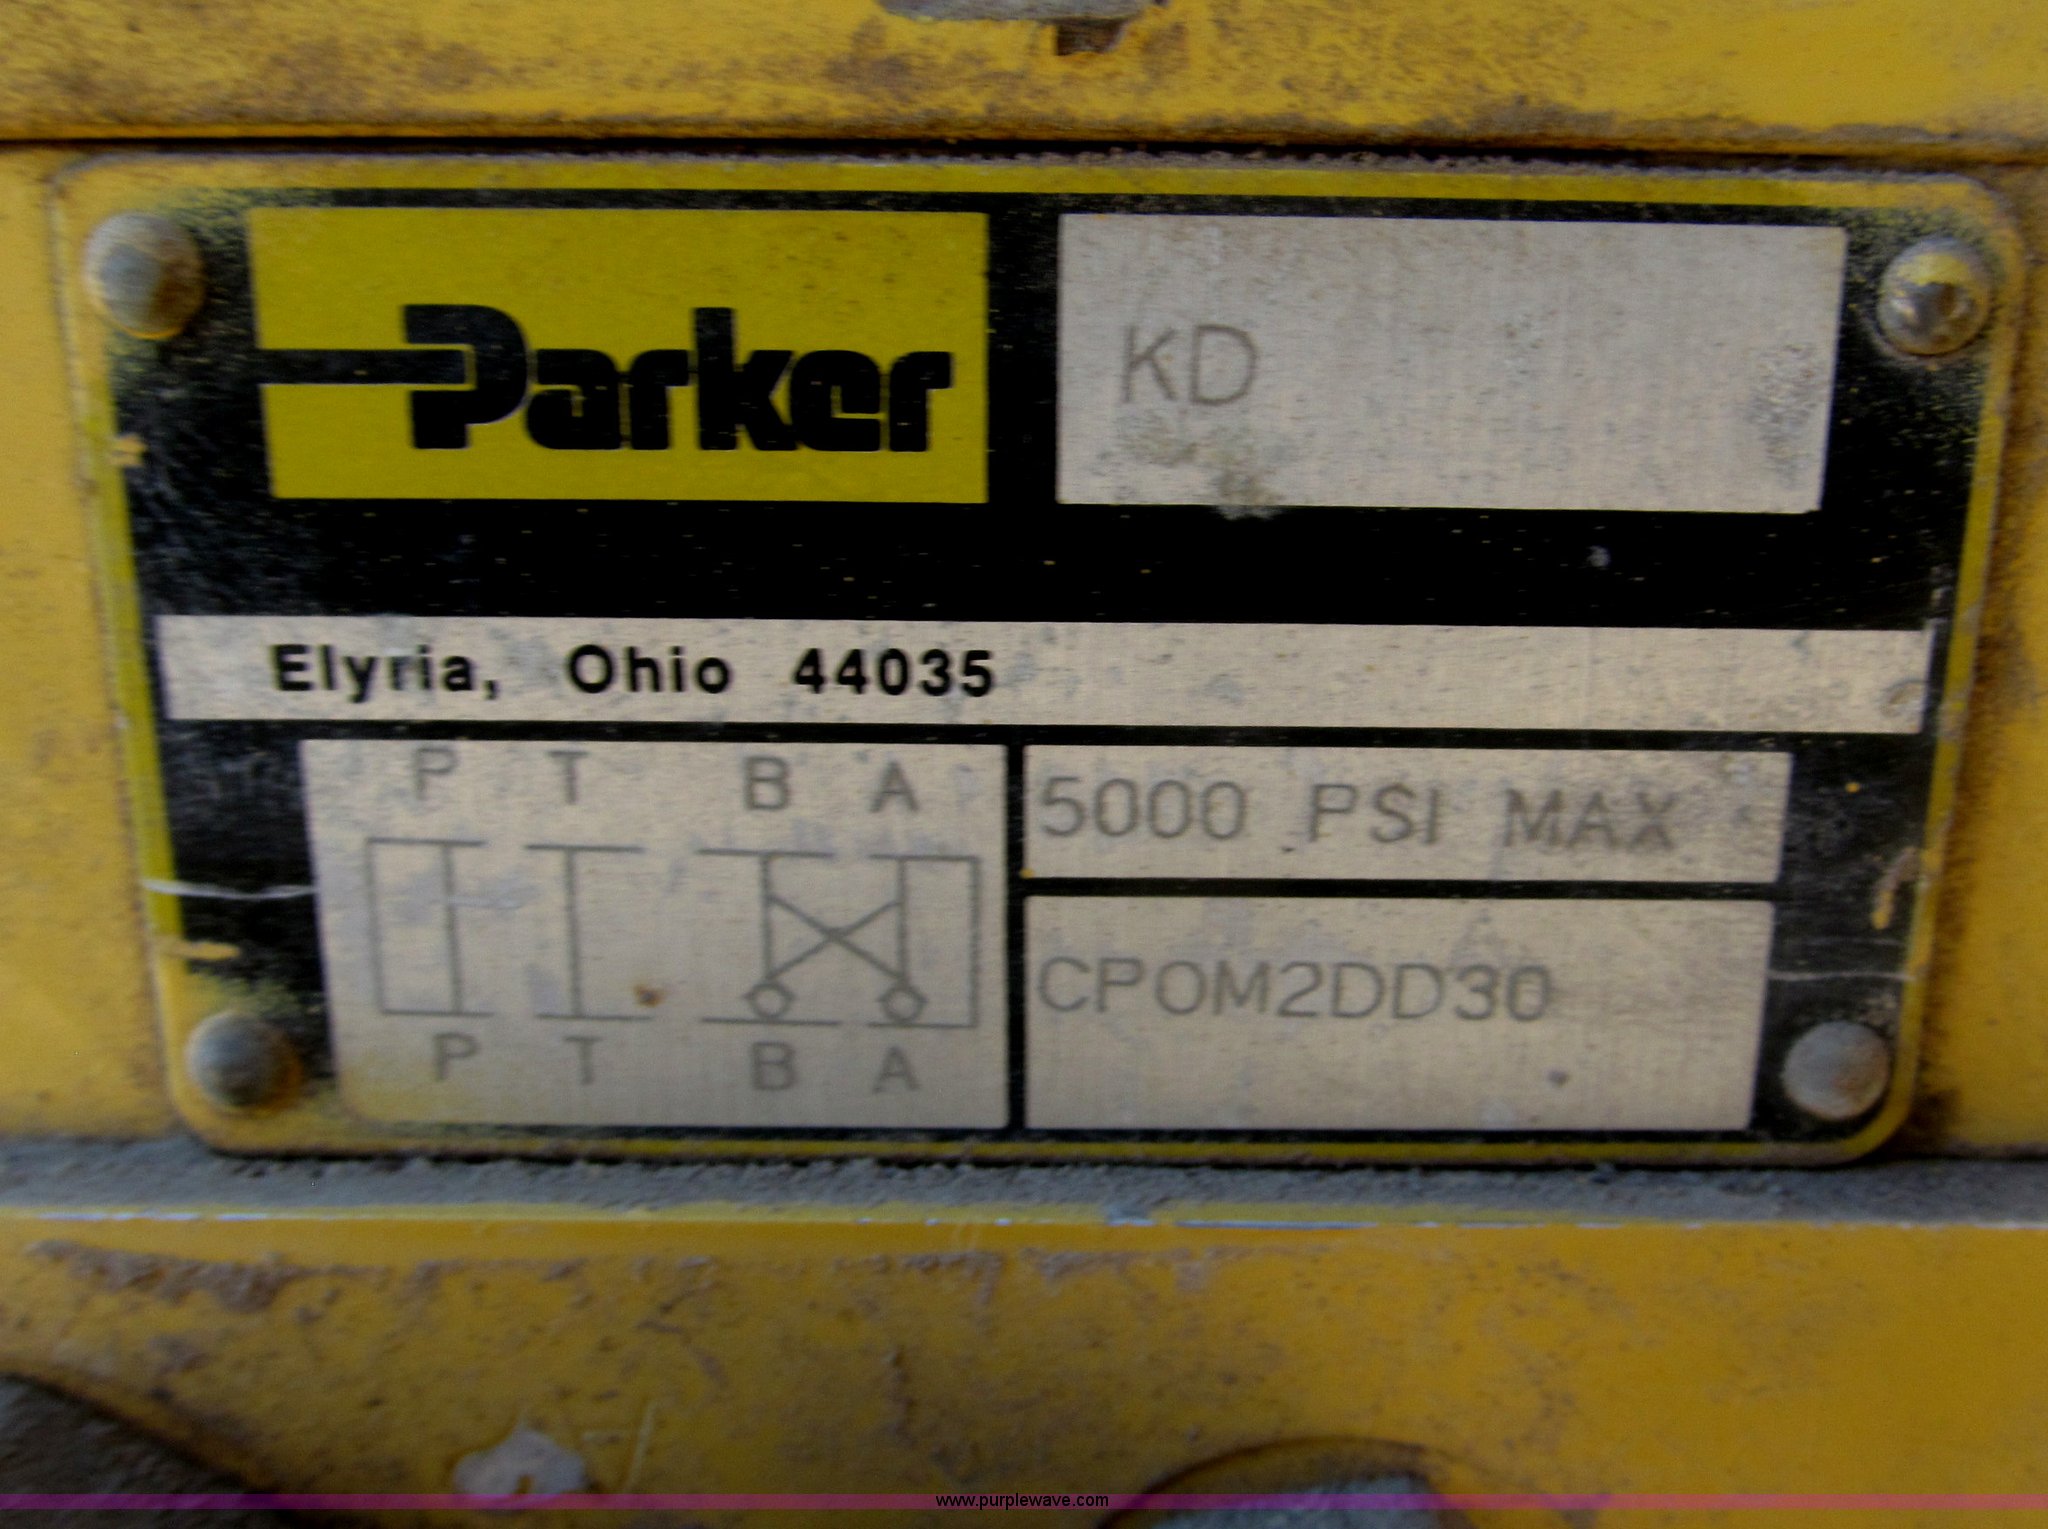 Parker
KD
Elyria, Ohio 44035
P T B A
5000 PSI MAX
CPOM2DD30
P T B A
www.purplewave.com